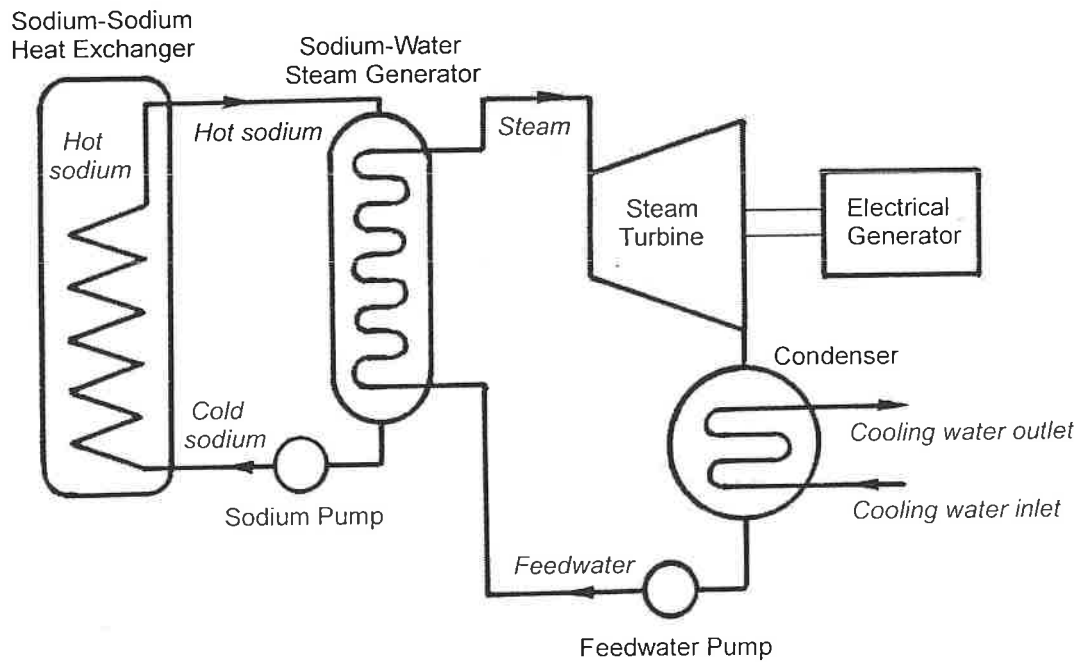 Sodium-Sodium
Heat Exchanger
Sodium-Water
Steam Generator
Hot
sodium
Hot sodium
Steam
Steam
Turbine
Electrical
Generator
Condenser
Cold
sodium
Cooling water outlet
Cooling water inlet
Sodium Pump
Feedwater
Feedwater Pump